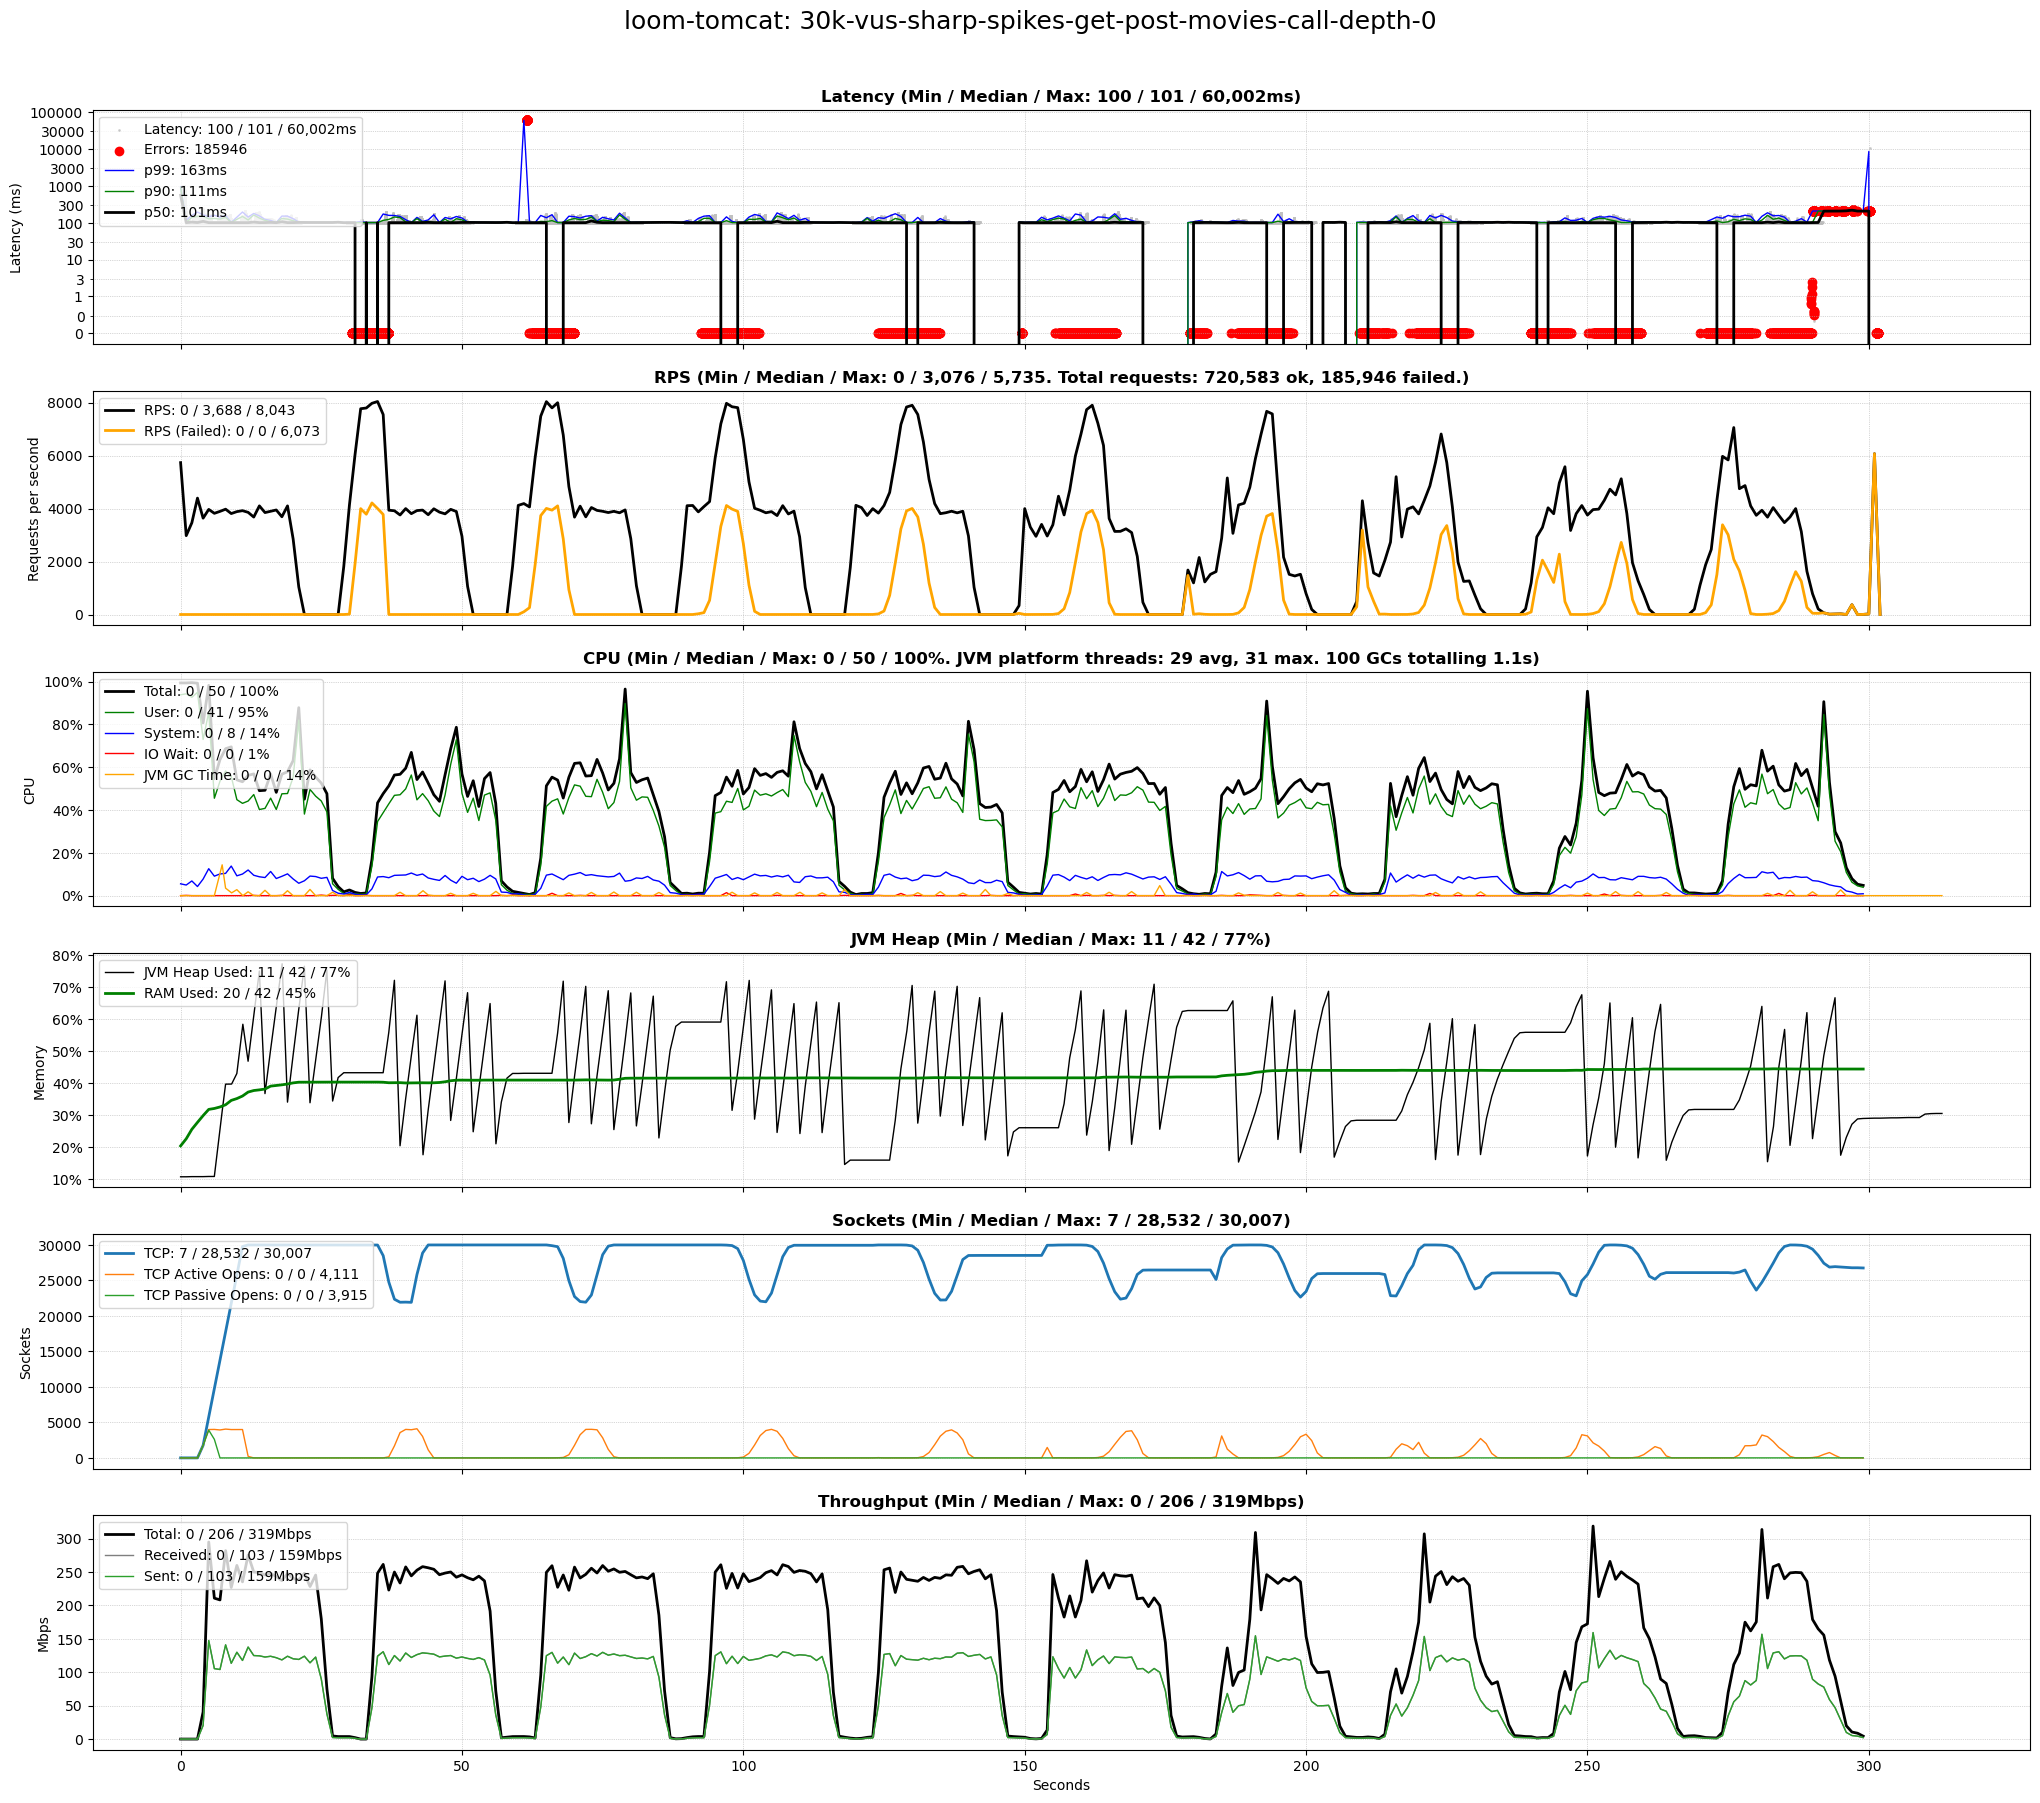 loom-tomcat: 30k-vus-sharp-spikes-get-post-movies-call-depth-0
Latency (Min / Median / Max: 100 / 101 / 60,002ms)
Latency (ms)
100000
30000
10000
3000
1000
300
100
30
10
3
1
0
0
Latency: 100 / 101 / 60,002ms
Errors: 185946
p99: 163ms
p90: 111ms
p50: 101ms
RPS (Min / Median / Max: 0 / 3,076 / 5,735. Total requests: 720,583 ok, 185,946 failed.)
Requests per second
8000
6000
4000
2000
0
RPS: 0 / 3,688 / 8,043
RPS (Failed): 0 / 0 / 6,073
CPU (Min / Median / Max: 0 / 50 / 100%. JVM platform threads: 29 avg, 31 max. 100 GCs totalling 1.1s)
CPU
100%
80%
60%
40%
20%
0%
Total: 0 / 50 / 100%
User: 0 / 41 / 95%
System: 0 / 8 / 14%
IO Wait: 0 / 0 / 1%
JVM GC Time: 0 / 0 / 14%
JVM Heap (Min / Median / Max: 11 / 42 / 77%)
Memory
80%
70%
60%
50%
40%
30%
20%
10%
JVM Heap Used: 11 / 42 / 77%
RAM Used: 20 / 42 / 45%
Sockets (Min / Median / Max: 7 / 28,532 / 30,007)
Sockets
30000
25000
20000
15000
10000
5000
0
TCP: 7 / 28,532 / 30,007
TCP Active Opens: 0 / 0 / 4,111
TCP Passive Opens: 0 / 0 / 3,915
Throughput (Min / Median / Max: 0 / 206 / 319Mbps)
Mbps
300
250
200
150
100
50
0
Total: 0 / 206 / 319Mbps
Received: 0 / 103 / 159Mbps
Sent: 0 / 103 / 159Mbps
0 50 100 150 200 250 300
Seconds